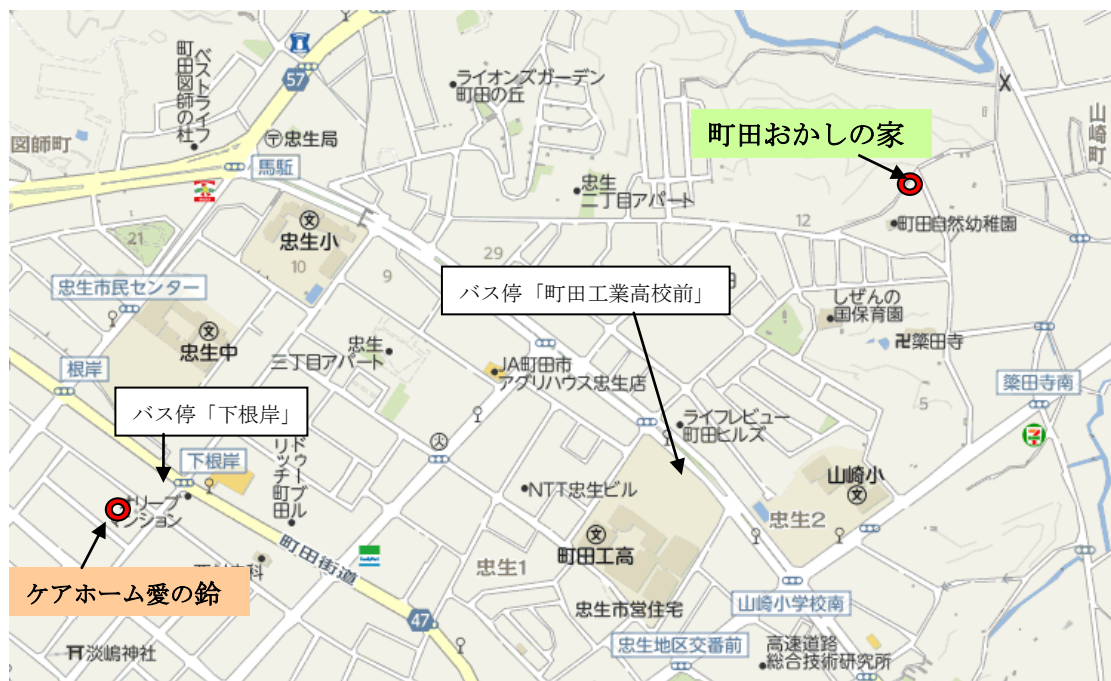 町田図師の杜
ベストライフ
57
ライオンズガーデン
町田の丘
図師町
〒忠生局
馬駈
町田おかしの家
山崎町
忠生
二丁目アパート
12
町田自然幼稚園
文
忠生小
21
10
9
29
忠生市民センター
バス停「町田工業高校前」
しぜんの
国保育園
卍簗田寺
文
忠生中
忠生
三丁目アパート
JA町田市
アグリハウス忠生店
根岸
簗田寺南
5
バス停「下根岸」
ライフレビュー
町田ヒルズ
下根岸
ドゥーブル
リッチ町田
山崎小
文
オリーブ
マンション
NTT忠生ビル
忠生2
文
町田工高
町田街道
忠生1
ケアホーム愛の鈴
忠生市営住宅
山崎小学校南
47
忠生地区交番前
高速道路
総合技術研究所
淡嶋神社